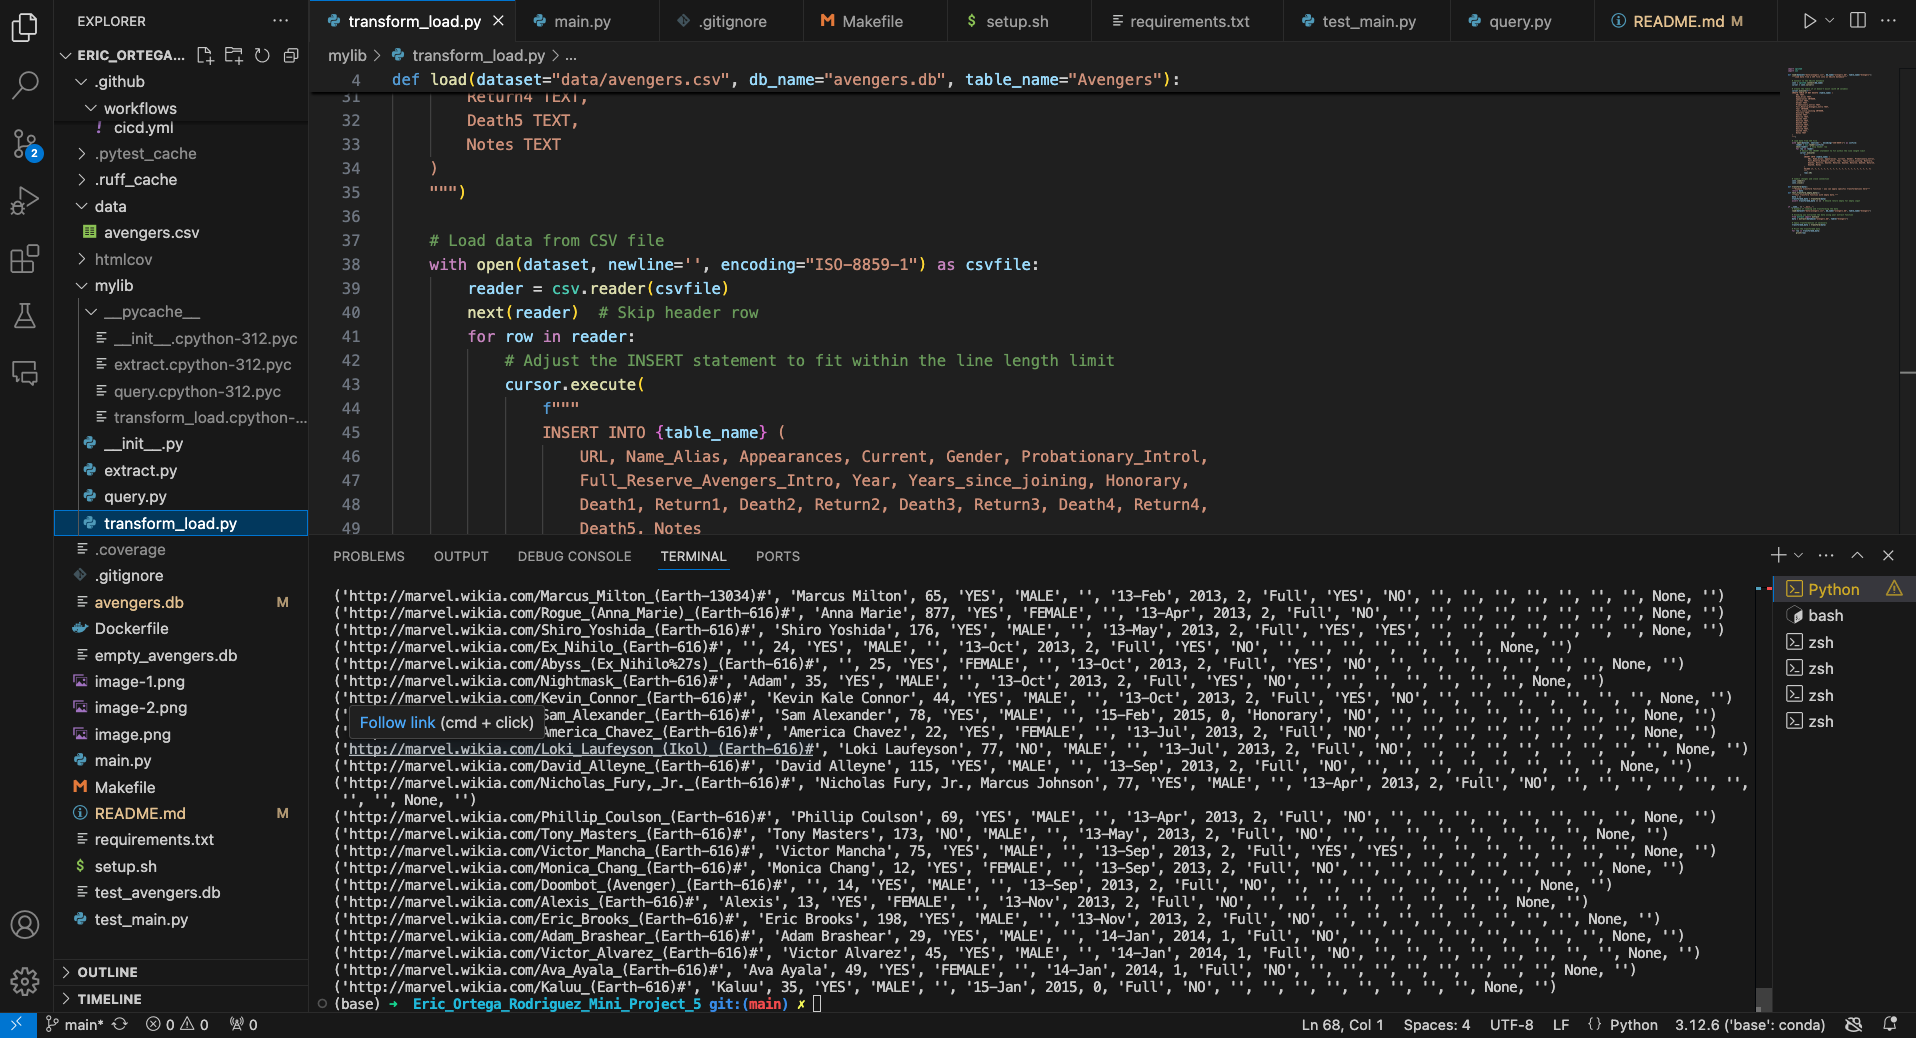 EXPLORER
ERIC_ORTEGA...
.github
workflows
cicd.yml
.pytest_cache
.ruff_cache
data
avengers.csv
htmlcov
mylib
__pycache__
__init__.cpython-312.pyc
extract.cpython-312.pyc
query.cpython-312.pyc
transform_load.cpython-...
__init__.py
extract.py
query.py
transform_load.py
.coverage
.gitignore
avengers.db M
Dockerfile
empty_avengers.db
image-1.png
image-2.png
image.png
main.py
Makefile
README.md M
requirements.txt
setup.sh
test_avengers.db
test_main.py
OUTLINE
TIMELINE
2
transform_load.py main.py .gitignore Makefile setup.sh requirements.txt test_main.py query.py README.md M
mylib > transform_load.py > ...
4 def load(dataset="data/avengers.csv", db_name="avengers.db", table_name="Avengers"):
31 Return4 TEXT,
32 Death5 TEXT,
33 Notes TEXT
34 )
35 """)
36
37 # Load data from CSV file
38 with open(dataset, newline='', encoding="ISO-8859-1") as csvfile:
39 reader = csv.reader(csvfile)
40 next(reader)  # Skip header row
41 for row in reader:
42 # Adjust the INSERT statement to fit within the line length limit
43 cursor.execute(
44 f"""
45 INSERT INTO {table_name} (
46 URL, Name_Alias, Appearances, Current, Gender, Probationary_Introl,
47 Full_Reserve_Avengers_Intro, Year, Years_since_joining, Honorary,
48 Death1, Return1, Death2, Return2, Death3, Return3, Death4, Return4,
49 Death5, Notes
PROBLEMS OUTPUT DEBUG CONSOLE TERMINAL PORTS
('http://marvel.wikia.com/Marcus_Milton_(Earth-13034)#', 'Marcus Milton', 65, 'YES', 'MALE', '', '13-Feb', 2013, 2, 'Full', 'YES', 'NO', '', '', '', '', '', '', '', None, '')
('http://marvel.wikia.com/Rogue_(Anna_Marie)_(Earth-616)#', 'Anna Marie', 877, 'YES', 'FEMALE', '', '13-Apr', 2013, 2, 'Full', 'NO', '', '', '', '', '', '', '', '', None, '')
('http://marvel.wikia.com/Shiro_Yoshida_(Earth-616)#', 'Shiro Yoshida', 176, 'YES', 'MALE', '', '13-May', 2013, 2, 'Full', 'YES', 'YES', '', '', '', '', '', '', '', None, '')
('http://marvel.wikia.com/Ex_Nihilo_(Earth-616)#', '', 24, 'YES', 'MALE', '', '13-Oct', 2013, 2, 'Full', 'YES', 'NO', '', '', '', '', '', '', '', None, '')
('http://marvel.wikia.com/Abyss_(Ex_Nihilo%27s)_(Earth-616)#', '', 25, 'YES', 'FEMALE', '', '13-Oct', 2013, 2, 'Full', 'YES', 'NO', '', '', '', '', '', '', '', None, '')
('http://marvel.wikia.com/Nightmask_(Earth-616)#', 'Adam', 35, 'YES', 'MALE', '', '13-Oct', 2013, 2, 'Full', 'YES', 'NO', '', '', '', '', '', '', '', None, '')
('http://marvel.wikia.com/Kevin_Connor_(Earth-616)#', 'Kevin Kale Connor', 44, 'YES', 'MALE', '', '13-Oct', 2013, 2, 'Full', 'YES', 'NO', '', '', '', '', '', '', '', None, '')
(' Sam_Alexander_(Earth-616)#', 'Sam Alexander', 78, 'YES', 'MALE', '', '15-Feb', 2015, 0, 'Honorary', 'NO', '', '', '', '', '', '', '', '', None, '')
Follow link (cmd + click)
(' America_Chavez_(Earth-616)#', 'America Chavez', 22, 'YES', 'FEMALE', '', '13-Jul', 2013, 2, 'Full', 'NO', '', '', '', '', '', '', '', '', None, '')
('http://marvel.wikia.com/Loki_Laufeyson_(Ikol)_(Earth-616)#', 'Loki Laufeyson', 77, 'NO', 'MALE', '', '13-Jul', 2013, 2, 'Full', 'NO', '', '', '', '', '', '', '', '', None, '')
('http://marvel.wikia.com/David_Alleyne_(Earth-616)#', 'David Alleyne', 115, 'YES', 'MALE', '', '13-Sep', 2013, 2, 'Full', 'NO', '', '', '', '', '', '', '', '', None, '')
('http://marvel.wikia.com/Nicholas_Fury,_Jr._(Earth-616)#', 'Nicholas Fury, Jr., Marcus Johnson', 77, 'YES', 'MALE', '', '13-Apr', 2013, 2, 'Full', 'NO', '', '', '', '', '',
 '', '', None, '')
('http://marvel.wikia.com/Phillip_Coulson_(Earth-616)#', 'Phillip Coulson', 69, 'YES', 'MALE', '', '13-Apr', 2013, 2, 'Full', 'NO', '', '', '', '', '', '', '', '', None, '')
('http://marvel.wikia.com/Tony_Masters_(Earth-616)#', 'Tony Masters', 173, 'NO', 'MALE', '', '13-May', 2013, 2, 'Full', 'NO', '', '', '', '', '', '', '', '', None, '')
('http://marvel.wikia.com/Victor_Mancha_(Earth-616)#', 'Victor Mancha', 75, 'YES', 'MALE', '', '13-Sep', 2013, 2, 'Full', 'YES', 'YES', '', '', '', '', '', '', '', None, '')
('http://marvel.wikia.com/Monica_Chang_(Earth-616)#', 'Monica Chang', 12, 'YES', 'FEMALE', '', '13-Sep', 2013, 2, 'Full', 'NO', '', '', '', '', '', '', '', '', None, '')
('http://marvel.wikia.com/Doombot_(Avenger)_(Earth-616)#', '', 14, 'YES', 'MALE', '', '13-Sep', 2013, 2, 'Full', 'NO', '', '', '', '', '', '', '', '', None, '')
('http://marvel.wikia.com/Alexis_(Earth-616)#', 'Alexis', 13, 'YES', 'FEMALE', '', '13-Nov', 2013, 2, 'Full', 'NO', '', '', '', '', '', '', '', '', None, '')
('http://marvel.wikia.com/Eric_Brooks_(Earth-616)#', 'Eric Brooks', 198, 'YES', 'MALE', '', '13-Nov', 2013, 2, 'Full', 'NO', '', '', '', '', '', '', '', '', None, '')
('http://marvel.wikia.com/Adam_Brashear_(Earth-616)#', 'Adam Brashear', 29, 'YES', 'MALE', '', '14-Jan', 2014, 1, 'Full', 'NO', '', '', '', '', '', '', '', '', None, '')
('http://marvel.wikia.com/Victor_Alvarez_(Earth-616)#', 'Victor Alvarez', 45, 'YES', 'MALE', '', '14-Jan', 2014, 1, 'Full', 'NO', '', '', '', '', '', '', '', '', None, '')
('http://marvel.wikia.com/Ava_Ayala_(Earth-616)#', 'Ava Ayala', 49, 'YES', 'FEMALE', '', '14-Jan', 2014, 1, 'Full', 'NO', '', '', '', '', '', '', '', '', None, '')
('http://marvel.wikia.com/Kaluu_(Earth-616)#', 'Kaluu', 35, 'YES', 'MALE', '', '15-Jan', 2015, 0, 'Full', 'NO', '', '', '', '', '', '', '', '', None, '')
(base) ➜ Eric_Ortega_Rodriguez_Mini_Project_5 git:(main) ✗
Python
bash
zsh
zsh
zsh
zsh
main* 0 0 0 Ln 68, Col 1 Spaces: 4 UTF-8 LF {} Python 3.12.6 ('base': conda)